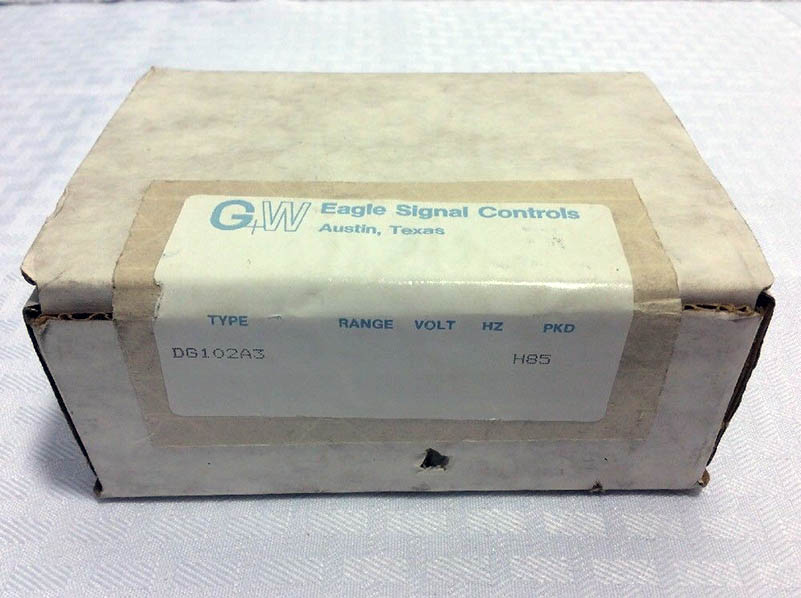 G+W Eagle Signal Controls
Austin, Texas
TYPE RANGE VOLT HZ PKD
DG102A3 H85